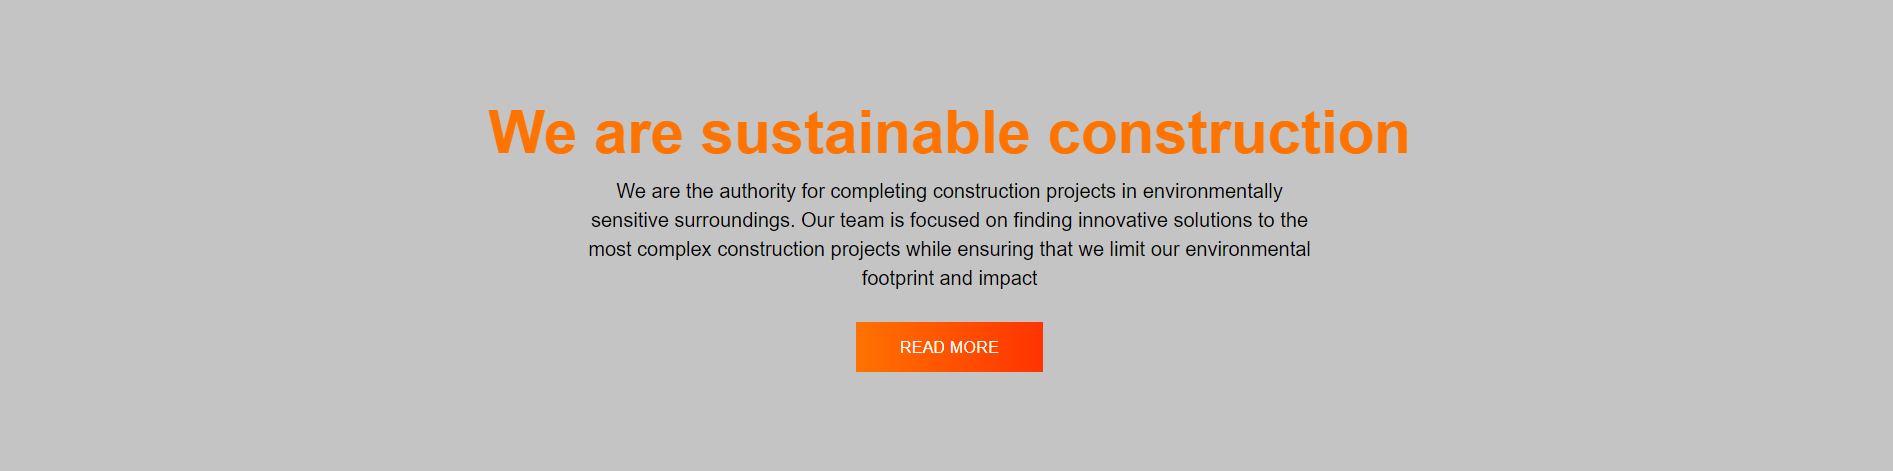 We are sustainable construction
We are the authority for completing construction projects in environmentally
sensitive surroundings. Our team is focused on finding innovative solutions to the
most complex construction projects while ensuring that we limit our environmental
footprint and impact
READ MORE